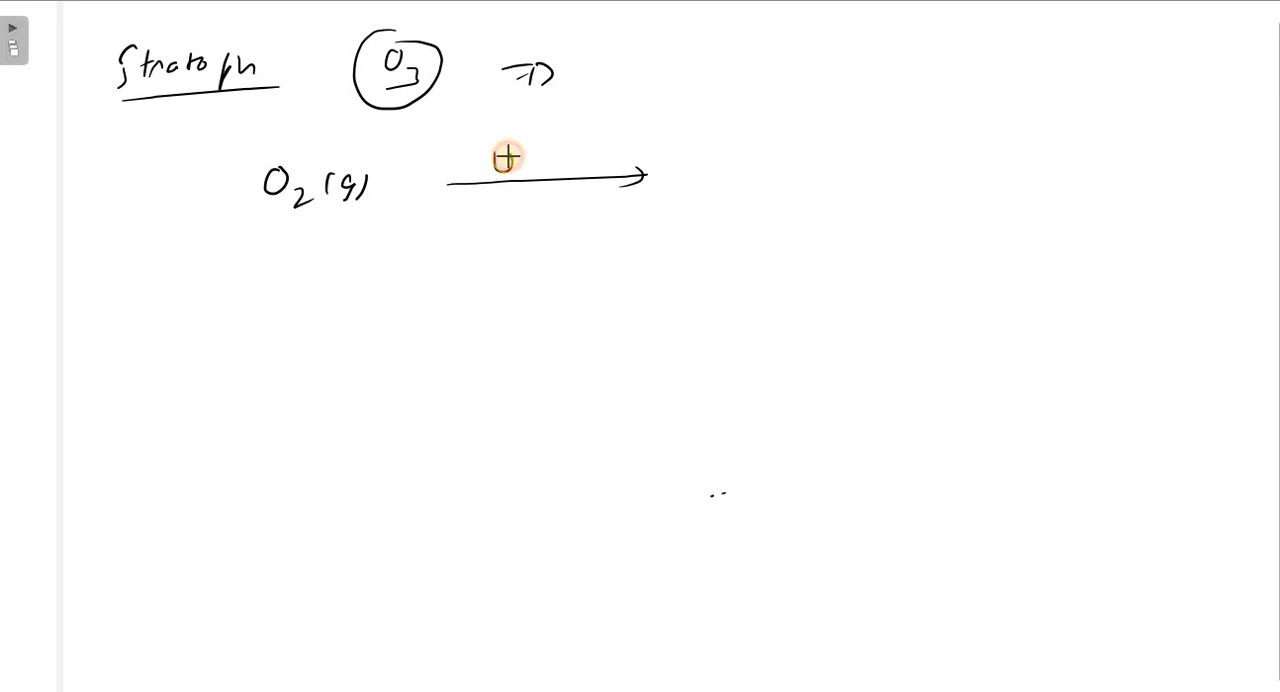 Stratoph O₃ ⇒
O₂(g) U⟶